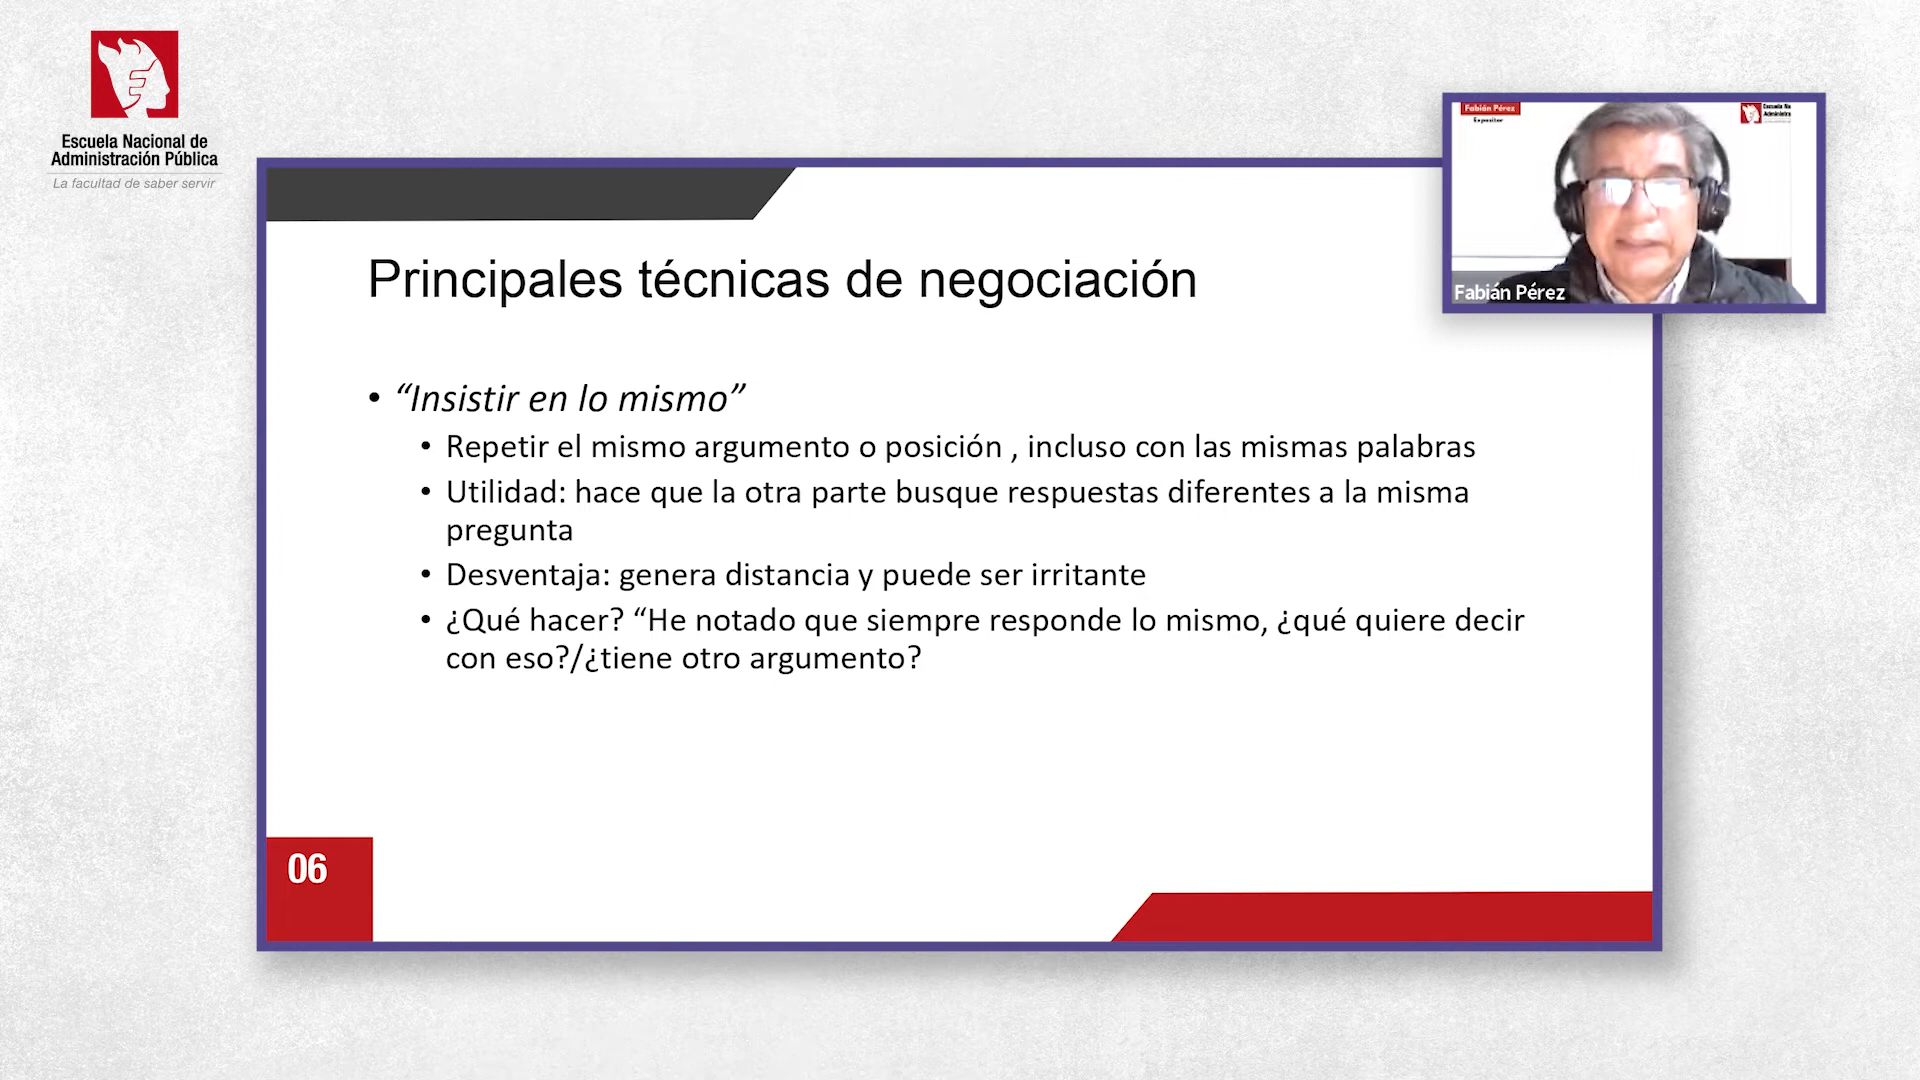 Escuela Nacional de
Administración Pública
La facultad de saber servir
Fabián Pérez
Expositor
Fabián Pérez
Principales técnicas de negociación
• “Insistir en lo mismo”
• Repetir el mismo argumento o posición , incluso con las mismas palabras
• Utilidad: hace que la otra parte busque respuestas diferentes a la misma
pregunta
• Desventaja: genera distancia y puede ser irritante
• ¿Qué hacer? “He notado que siempre responde lo mismo, ¿qué quiere decir
con eso?/¿tiene otro argumento?
06